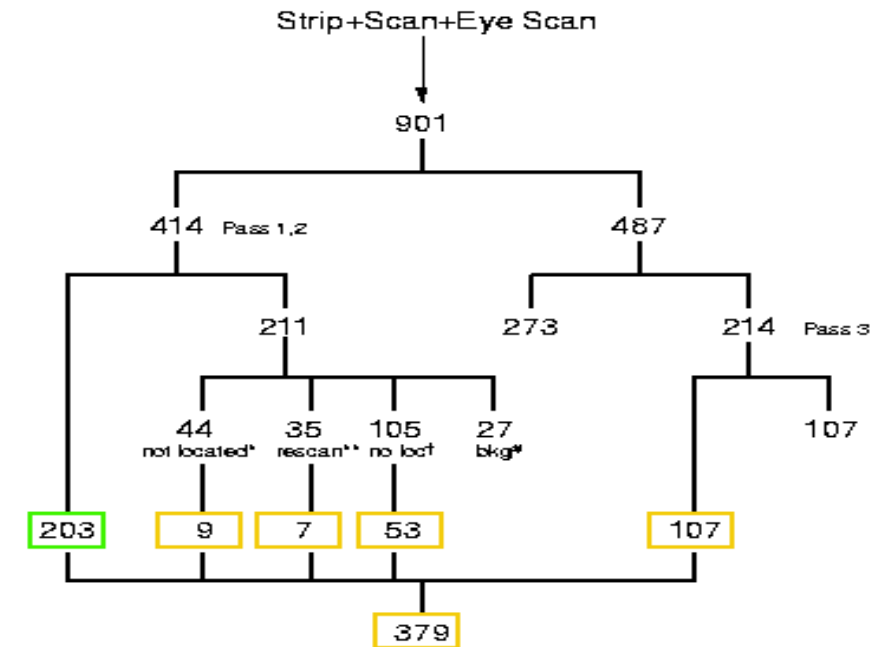 Strip+Scan+Eye Scan
901
414 Pass 1,2 487
211 273 214 Pass 3
44 35 105 27 107
not located* rescan** no loc† bkg#
203 9 7 53 107
379